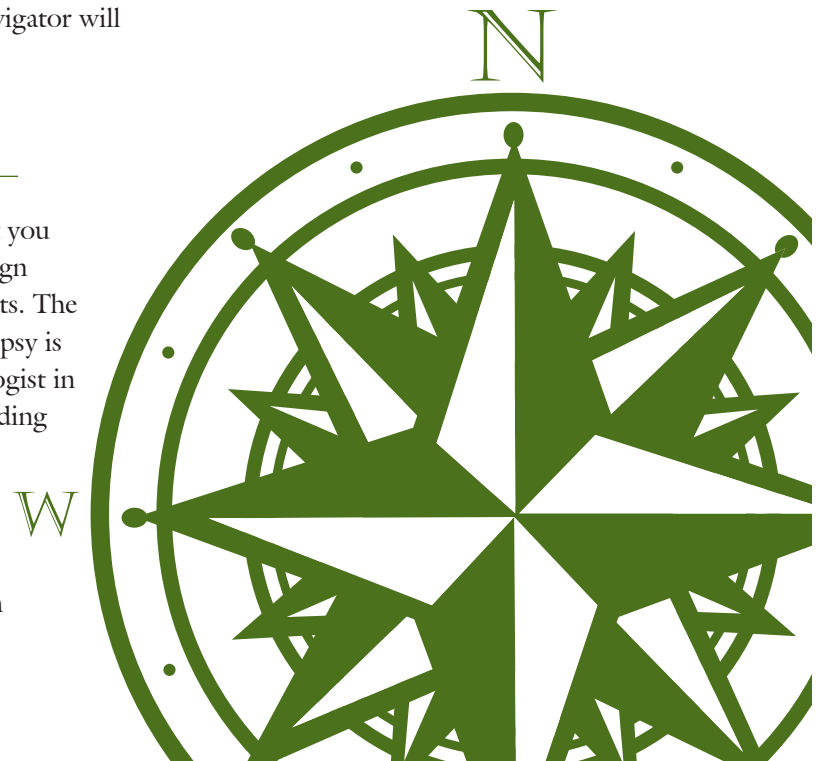 vigator will
N
you
gn
ts. The
psy is
ogist in
ding
W